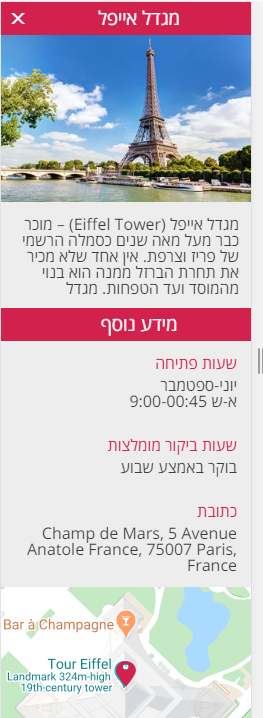 מגדל אייפל
מגדל אייפל (Eiffel Tower) – מוכר
כבר מעל מאה שנים כסמלה הרשמי
של פריז וצרפת. אין אחד שלא מכיר
את תחרת הברזל ממנה הוא בנוי
מהמוסד ועד הטפחות. מגדל
מידע נוסף
שעות פתיחה
יוני-ספטמבר
א-ש 9:00-00:45
שעות ביקור מומלצות
בוקר באמצע שבוע
כתובת
Champ de Mars, 5 Avenue
Anatole France, 75007 Paris,
France
Bar à Champagne
Tour Eiffel
Landmark 324m-high
19th-century tower